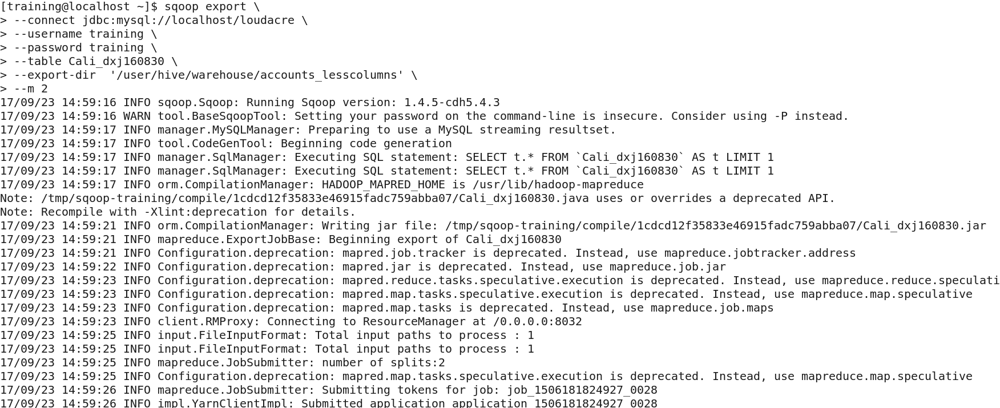 [training@localhost ~]$ sqoop export \
> --connect jdbc:mysql://localhost/loudacre \
> --username training \
> --password training \
> --table Cali_dxj160830 \
> --export-dir  '/user/hive/warehouse/accounts_lesscolumns' \
> --m 2
17/09/23 14:59:16 INFO sqoop.Sqoop: Running Sqoop version: 1.4.5-cdh5.4.3
17/09/23 14:59:16 WARN tool.BaseSqoopTool: Setting your password on the command-line is insecure. Consider using -P instead.
17/09/23 14:59:17 INFO manager.MySQLManager: Preparing to use a MySQL streaming resultset.
17/09/23 14:59:17 INFO tool.CodeGenTool: Beginning code generation
17/09/23 14:59:17 INFO manager.SqlManager: Executing SQL statement: SELECT t.* FROM `Cali_dxj160830` AS t LIMIT 1
17/09/23 14:59:17 INFO manager.SqlManager: Executing SQL statement: SELECT t.* FROM `Cali_dxj160830` AS t LIMIT 1
17/09/23 14:59:17 INFO orm.CompilationManager: HADOOP_MAPRED_HOME is /usr/lib/hadoop-mapreduce
Note: /tmp/sqoop-training/compile/1cdcd12f35833e46915fadc759abba07/Cali_dxj160830.java uses or overrides a deprecated API.
Note: Recompile with -Xlint:deprecation for details.
17/09/23 14:59:21 INFO orm.CompilationManager: Writing jar file: /tmp/sqoop-training/compile/1cdcd12f35833e46915fadc759abba07/Cali_dxj160830.jar
17/09/23 14:59:21 INFO mapreduce.ExportJobBase: Beginning export of Cali_dxj160830
17/09/23 14:59:21 INFO Configuration.deprecation: mapred.job.tracker is deprecated. Instead, use mapreduce.jobtracker.address
17/09/23 14:59:22 INFO Configuration.deprecation: mapred.jar is deprecated. Instead, use mapreduce.job.jar
17/09/23 14:59:23 INFO Configuration.deprecation: mapred.reduce.tasks.speculative.execution is deprecated. Instead, use mapreduce.reduce.speculati
17/09/23 14:59:23 INFO Configuration.deprecation: mapred.map.tasks.speculative.execution is deprecated. Instead, use mapreduce.map.speculative
17/09/23 14:59:23 INFO Configuration.deprecation: mapred.map.tasks is deprecated. Instead, use mapreduce.job.maps
17/09/23 14:59:23 INFO client.RMProxy: Connecting to ResourceManager at /0.0.0.0:8032
17/09/23 14:59:25 INFO input.FileInputFormat: Total input paths to process : 1
17/09/23 14:59:25 INFO input.FileInputFormat: Total input paths to process : 1
17/09/23 14:59:25 INFO mapreduce.JobSubmitter: number of splits:2
17/09/23 14:59:25 INFO Configuration.deprecation: mapred.map.tasks.speculative.execution is deprecated. Instead, use mapreduce.map.speculative
17/09/23 14:59:26 INFO mapreduce.JobSubmitter: Submitting tokens for job: job_1506181824927_0028
17/09/23 14:59:26 INFO impl.YarnClientImpl: Submitted application application_1506181824927_0028